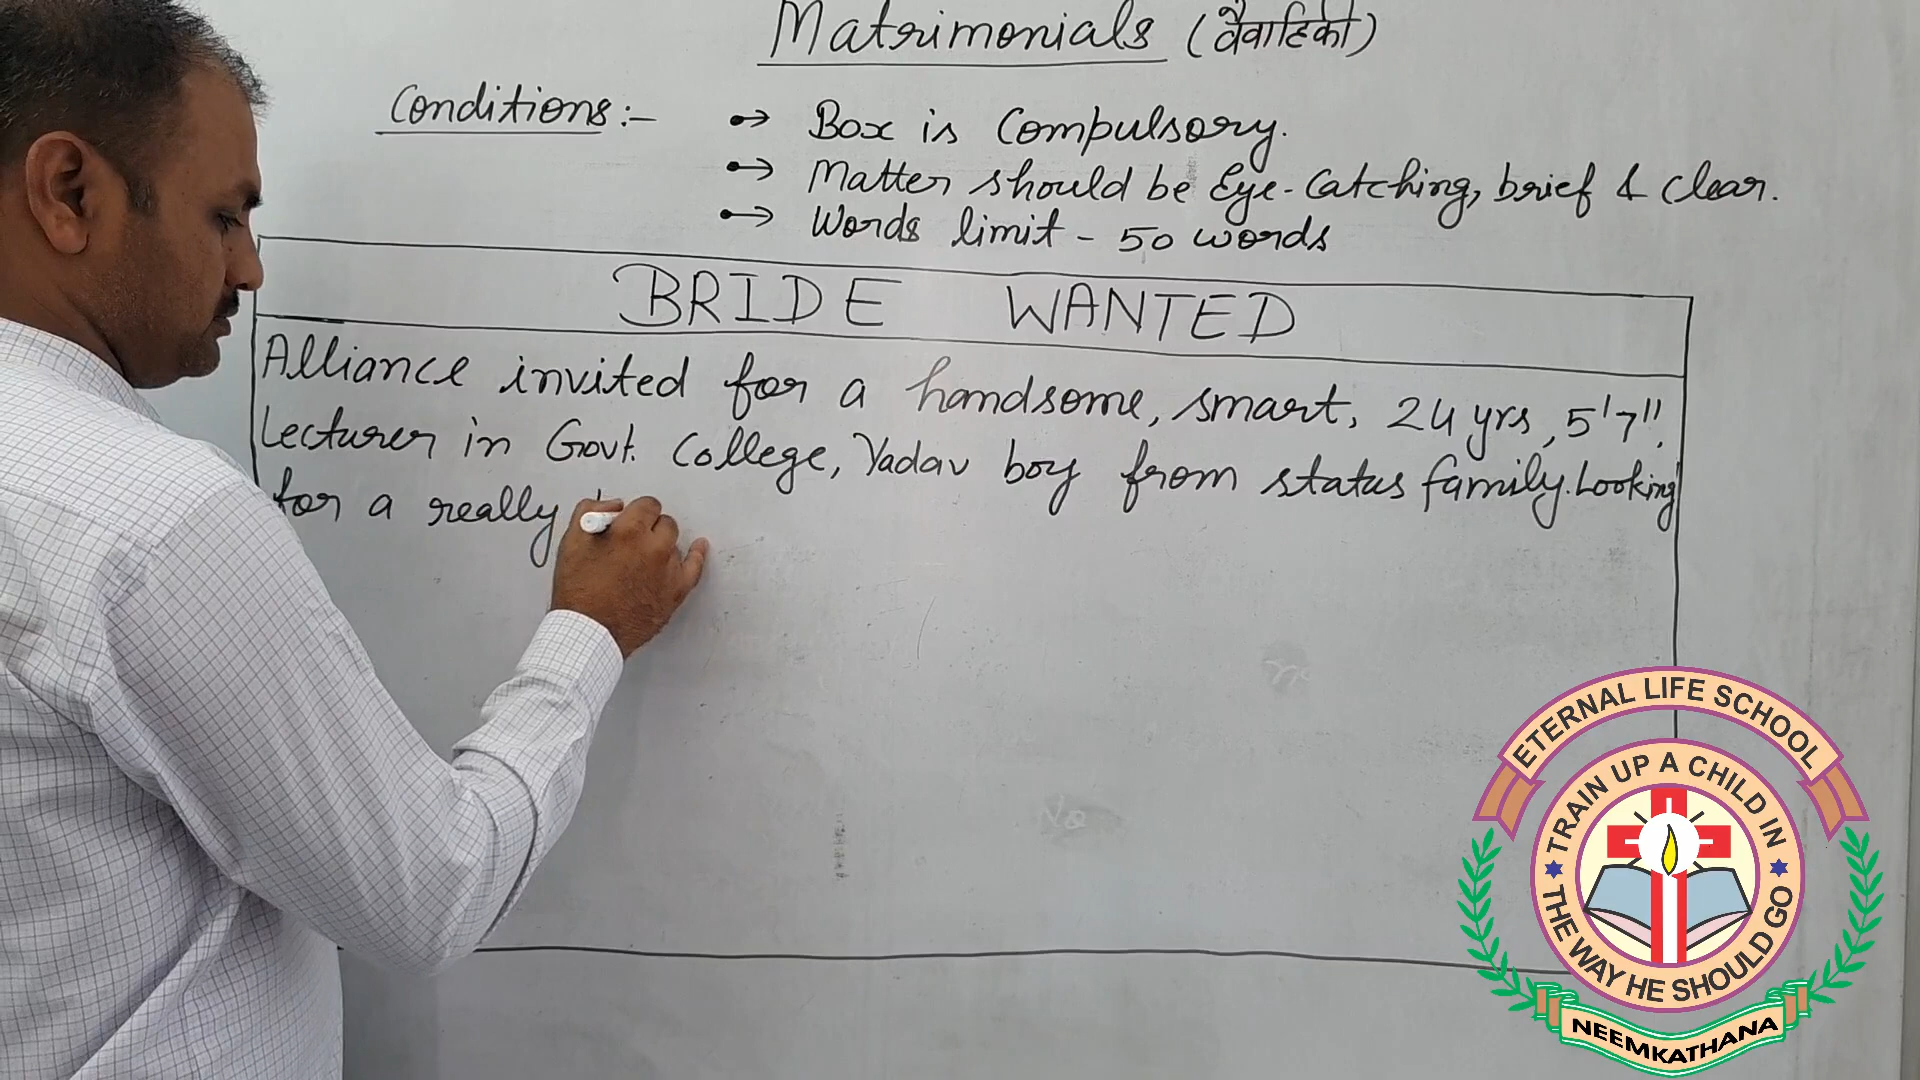 Matrimonials (वैवाहिकी)
Conditions:-
→ Box is Compulsory.
→ Matter should be Eye-Catching, brief & Clear.
→ Words limit - 50 words
BRIDE WANTED
Alliance invited for a handsome, smart, 24 yrs, 5'7",
Lecturer in Govt. College, Yadav boy from status family. Looking
for a really
ETERNAL LIFE SCHOOL
TRAIN UP A CHILD IN
THE WAY HE SHOULD GO
NEEMKATHANA